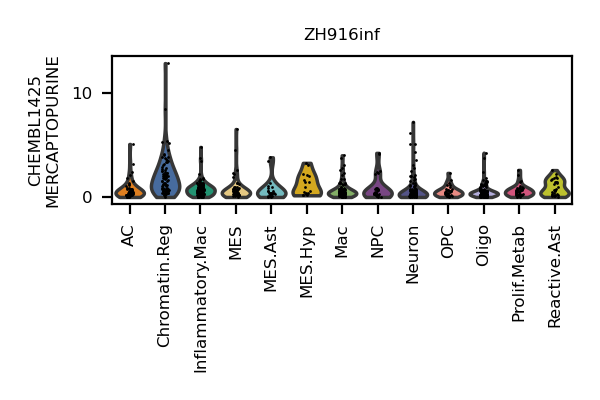 ZH916inf
CHEMBL1425
MERCAPTOPURINE
10
0
AC
Chromatin.Reg
Inflammatory.Mac
MES
MES.Ast
MES.Hyp
Mac
NPC
Neuron
OPC
Oligo
Prolif.Metab
Reactive.Ast